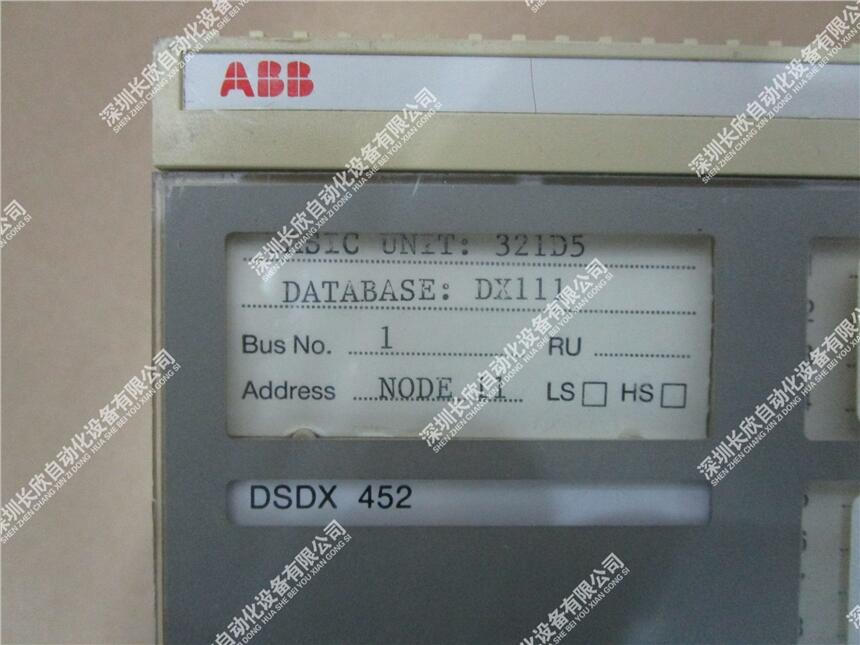 ABB
BASIC UNIT: 321D5
DATABASE: DX111
Bus No. 1 RU
Address NODE 11 LS HS
DSDX 452
深圳长欣自动化设备有限公司
SHEN ZHEN CHANG XIN ZI DONG HUA SHE BEI YOU XIAN GONG SI